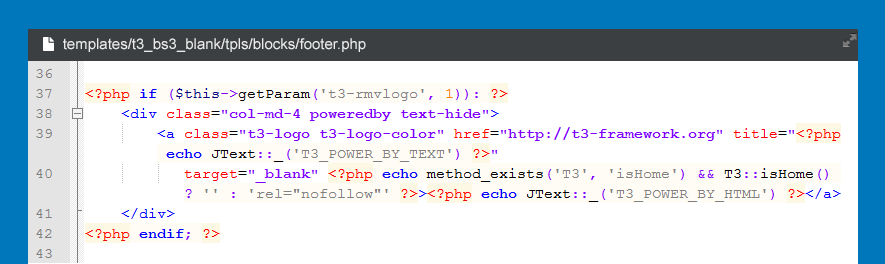 templates/t3_bs3_blank/tpls/blocks/footer.php
36
37 <?php if ($this->getParam('t3-rmvlogo', 1)): ?>
38 <div class="col-md-4 poweredby text-hide">
39 <a class="t3-logo t3-logo-color" href="http://t3-framework.org" title="<?php
echo JText::_('T3_POWER_BY_TEXT') ?>"
40 target="_blank" <?php echo method_exists('T3', 'isHome') && T3::isHome()
? '' : 'rel="nofollow"' ?>><?php echo JText::_('T3_POWER_BY_HTML') ?></a>
41 </div>
42 <?php endif; ?>
43